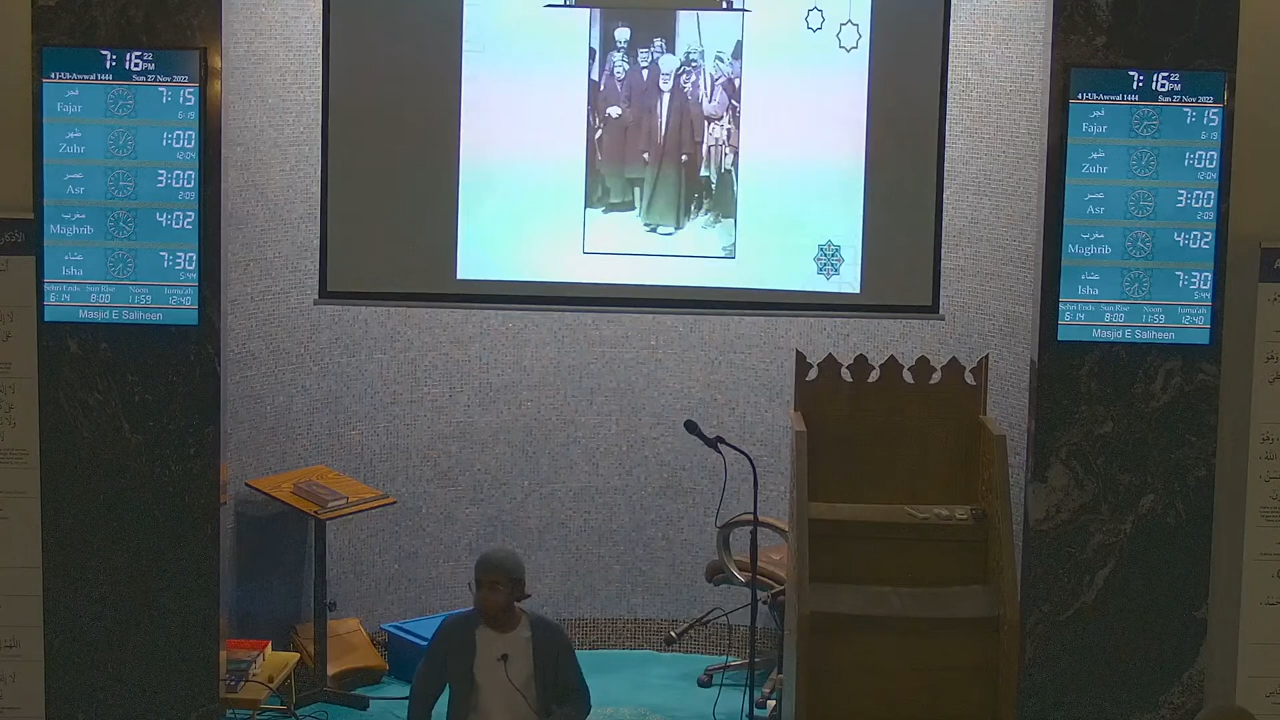 7:16 22 PM
4 J-Ul-Awwal 1444 Sun 27 Nov 2022
فجر
Fajar 7:15 6:19
ظهر
Zuhr 1:00 12:04
عصر
Asr 3:00 2:09
مغرب
Maghrib 4:02
عشاء
Isha 7:30 5:44
Sehri Ends Sun Rise Noon Jumu'ah
6:14 8:00 11:59 12:40
Masjid E Saliheen
7:16 22 PM
4 J-Ul-Awwal 1444 Sun 27 Nov 2022
فجر
Fajar 7:15 6:19
ظهر
Zuhr 1:00 12:04
عصر
Asr 3:00 2:09
مغرب
Maghrib 4:02
عشاء
Isha 7:30 5:44
Sehri Ends Sun Rise Noon Jumu'ah
6:14 8:00 11:59 12:40
Masjid E Saliheen